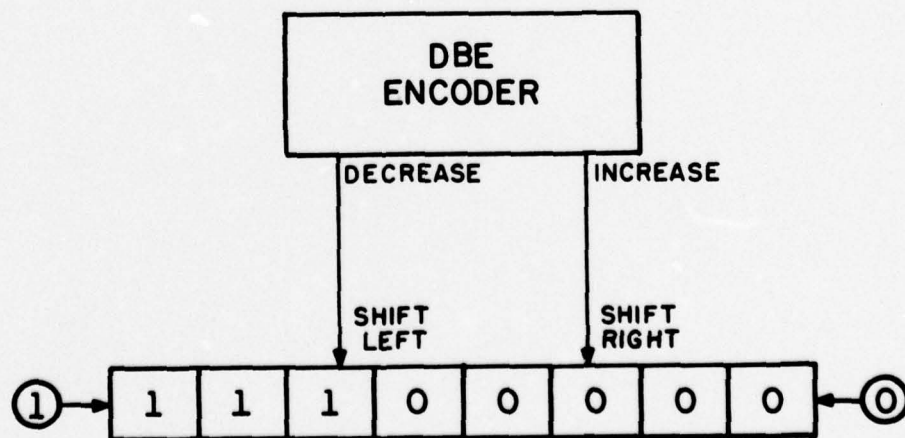 DBE
ENCODER
DECREASE INCREASE
SHIFT LEFT
SHIFT RIGHT
1 1 1 1 0 0 0 0 0 0